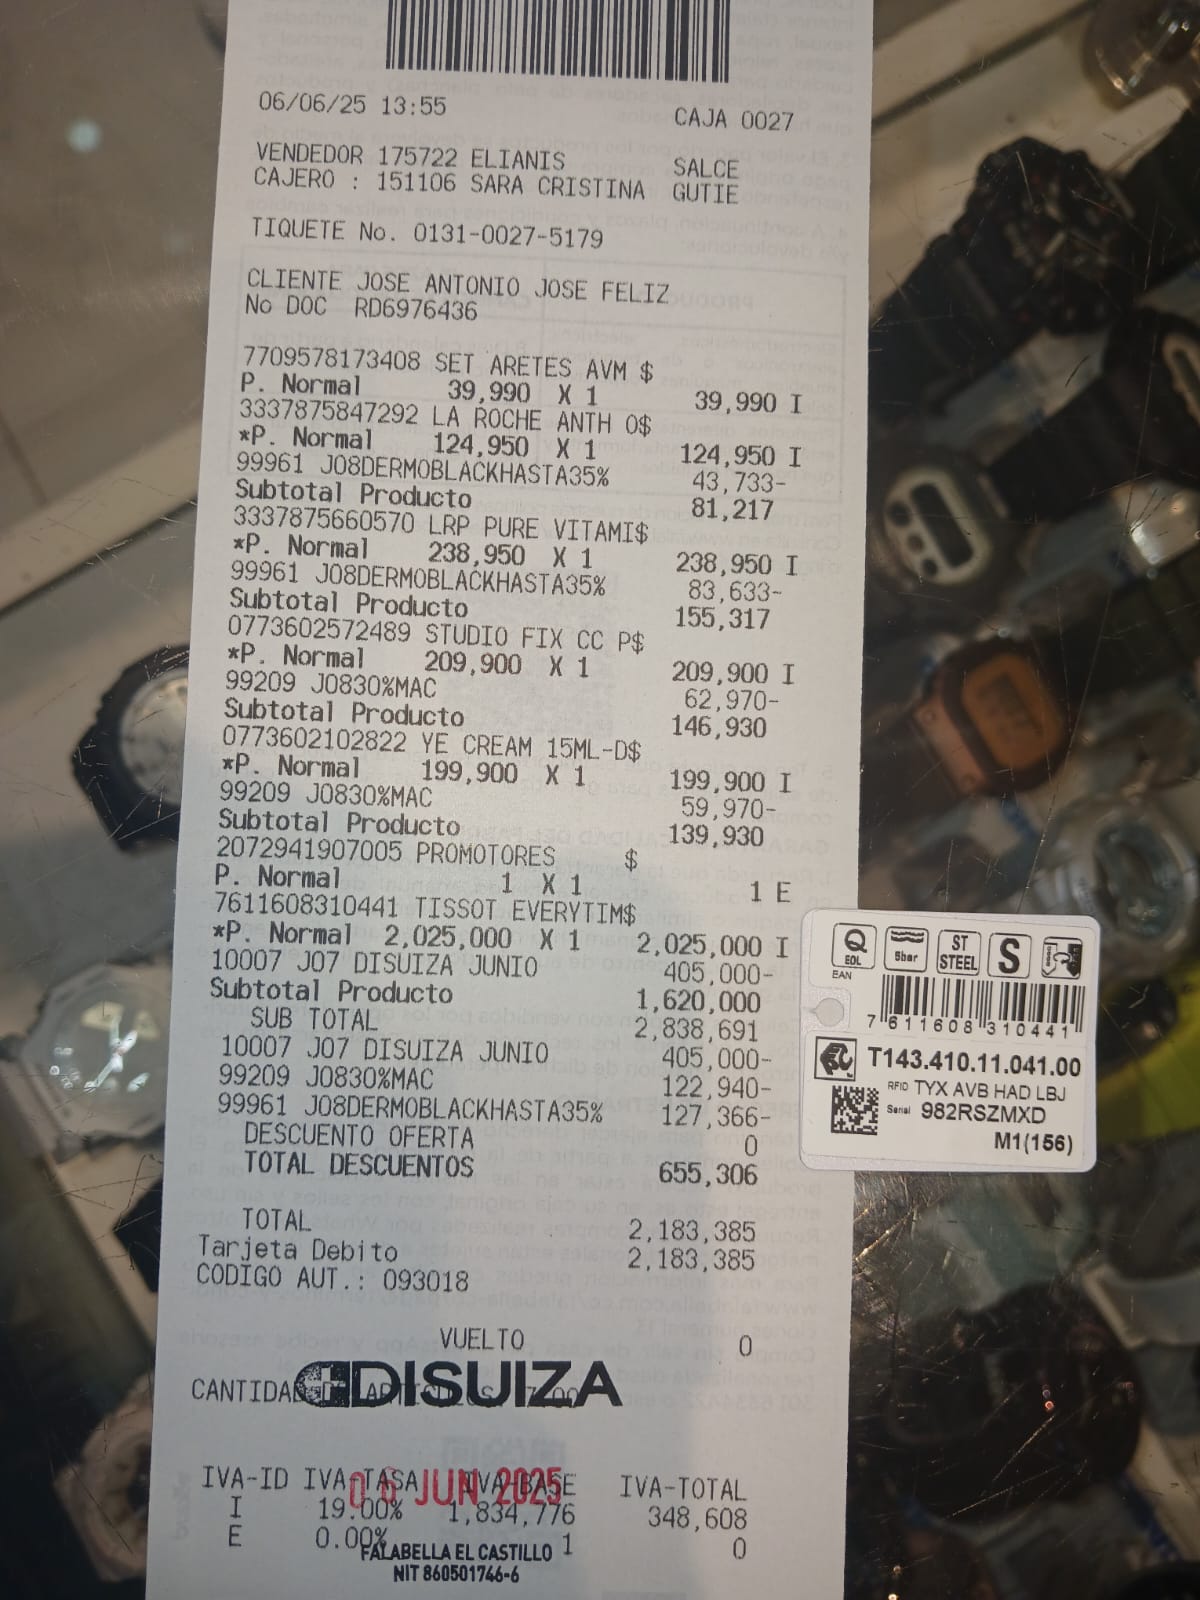 06/06/25 13:55 CAJA 0027
VENDEDOR 175722 ELIANIS SALCE
CAJERO : 151106 SARA CRISTINA GUTIE
TIQUETE No. 0131-0027-5179
CLIENTE JOSE ANTONIO JOSE FELIZ
No DOC RD6976436
7709578173408 SET ARETES AVM $
P. Normal 39,990 X 1 39,990 I
3337875847292 LA ROCHE ANTH O$
*P. Normal 124,950 X 1 124,950 I
99961 J08DERMOBLACKHASTA35% 43,733-
Subtotal Producto 81,217
3337875660570 LRP PURE VITAMI$
*P. Normal 238,950 X 1 238,950 I
99961 J08DERMOBLACKHASTA35% 83,633-
Subtotal Producto 155,317
0773602572489 STUDIO FIX CC P$
*P. Normal 209,900 X 1 209,900 I
99209 J0830%MAC 62,970-
Subtotal Producto 146,930
0773602102822 YE CREAM 15ML-D$
*P. Normal 199,900 X 1 199,900 I
99209 J0830%MAC 59,970-
Subtotal Producto 139,930
2072941907005 PROMOTORES $
P. Normal 1 X 1 1 E
7611608310441 TISSOT EVERYTIM$
*P. Normal 2,025,000 X 1 2,025,000 I
10007 J07 DISUIZA JUNIO 405,000-
Subtotal Producto 1,620,000
SUB TOTAL 2,838,691
10007 J07 DISUIZA JUNIO 405,000-
99209 J0830%MAC 122,940-
99961 J08DERMOBLACKHASTA35% 127,366-
DESCUENTO OFERTA 0
TOTAL DESCUENTOS 655,306
TOTAL 2,183,385
Tarjeta Debito 2,183,385
CODIGO AUT.: 093018
VUELTO 0
DISUIZA
IVA-ID IVA-TASA IVA-BASE IVA-TOTAL
06 JUN 2025
I 19.00% 1,834,776 348,608
E 0.00% 1 0
FALABELLA EL CASTILLO
NIT 860501746-6
Q EOL
5bar
ST STEEL
S
EAN
7 611608 310441
T143.410.11.041.00
RFID TYX AVB HAD LBJ
Serial 982RSZMXD
M1(156)